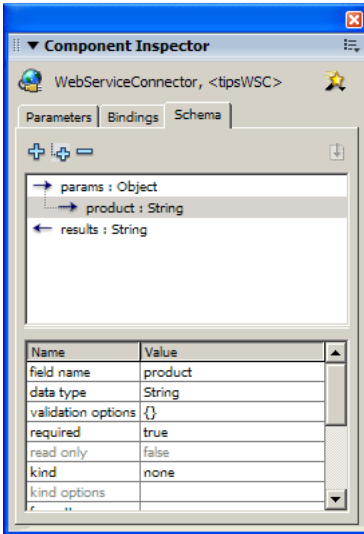 Component Inspector
WebServiceConnector, <tipsWSC>
Parameters Bindings Schema
params : Object
product : String
results : String
Name Value
field name product
data type String
validation options {}
required true
read only false
kind none
kind options